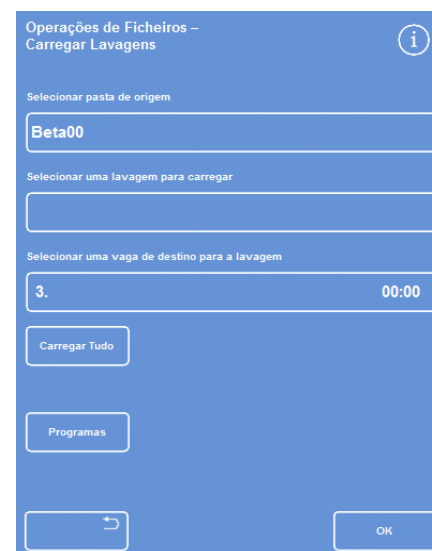 Operações de Ficheiros –
Carregar Lavagens
i
Selecionar pasta de origem
Beta00
Selecionar uma lavagem para carregar
Selecionar uma vaga de destino para a lavagem
3. 00:00
Carregar Tudo
Programas
OK